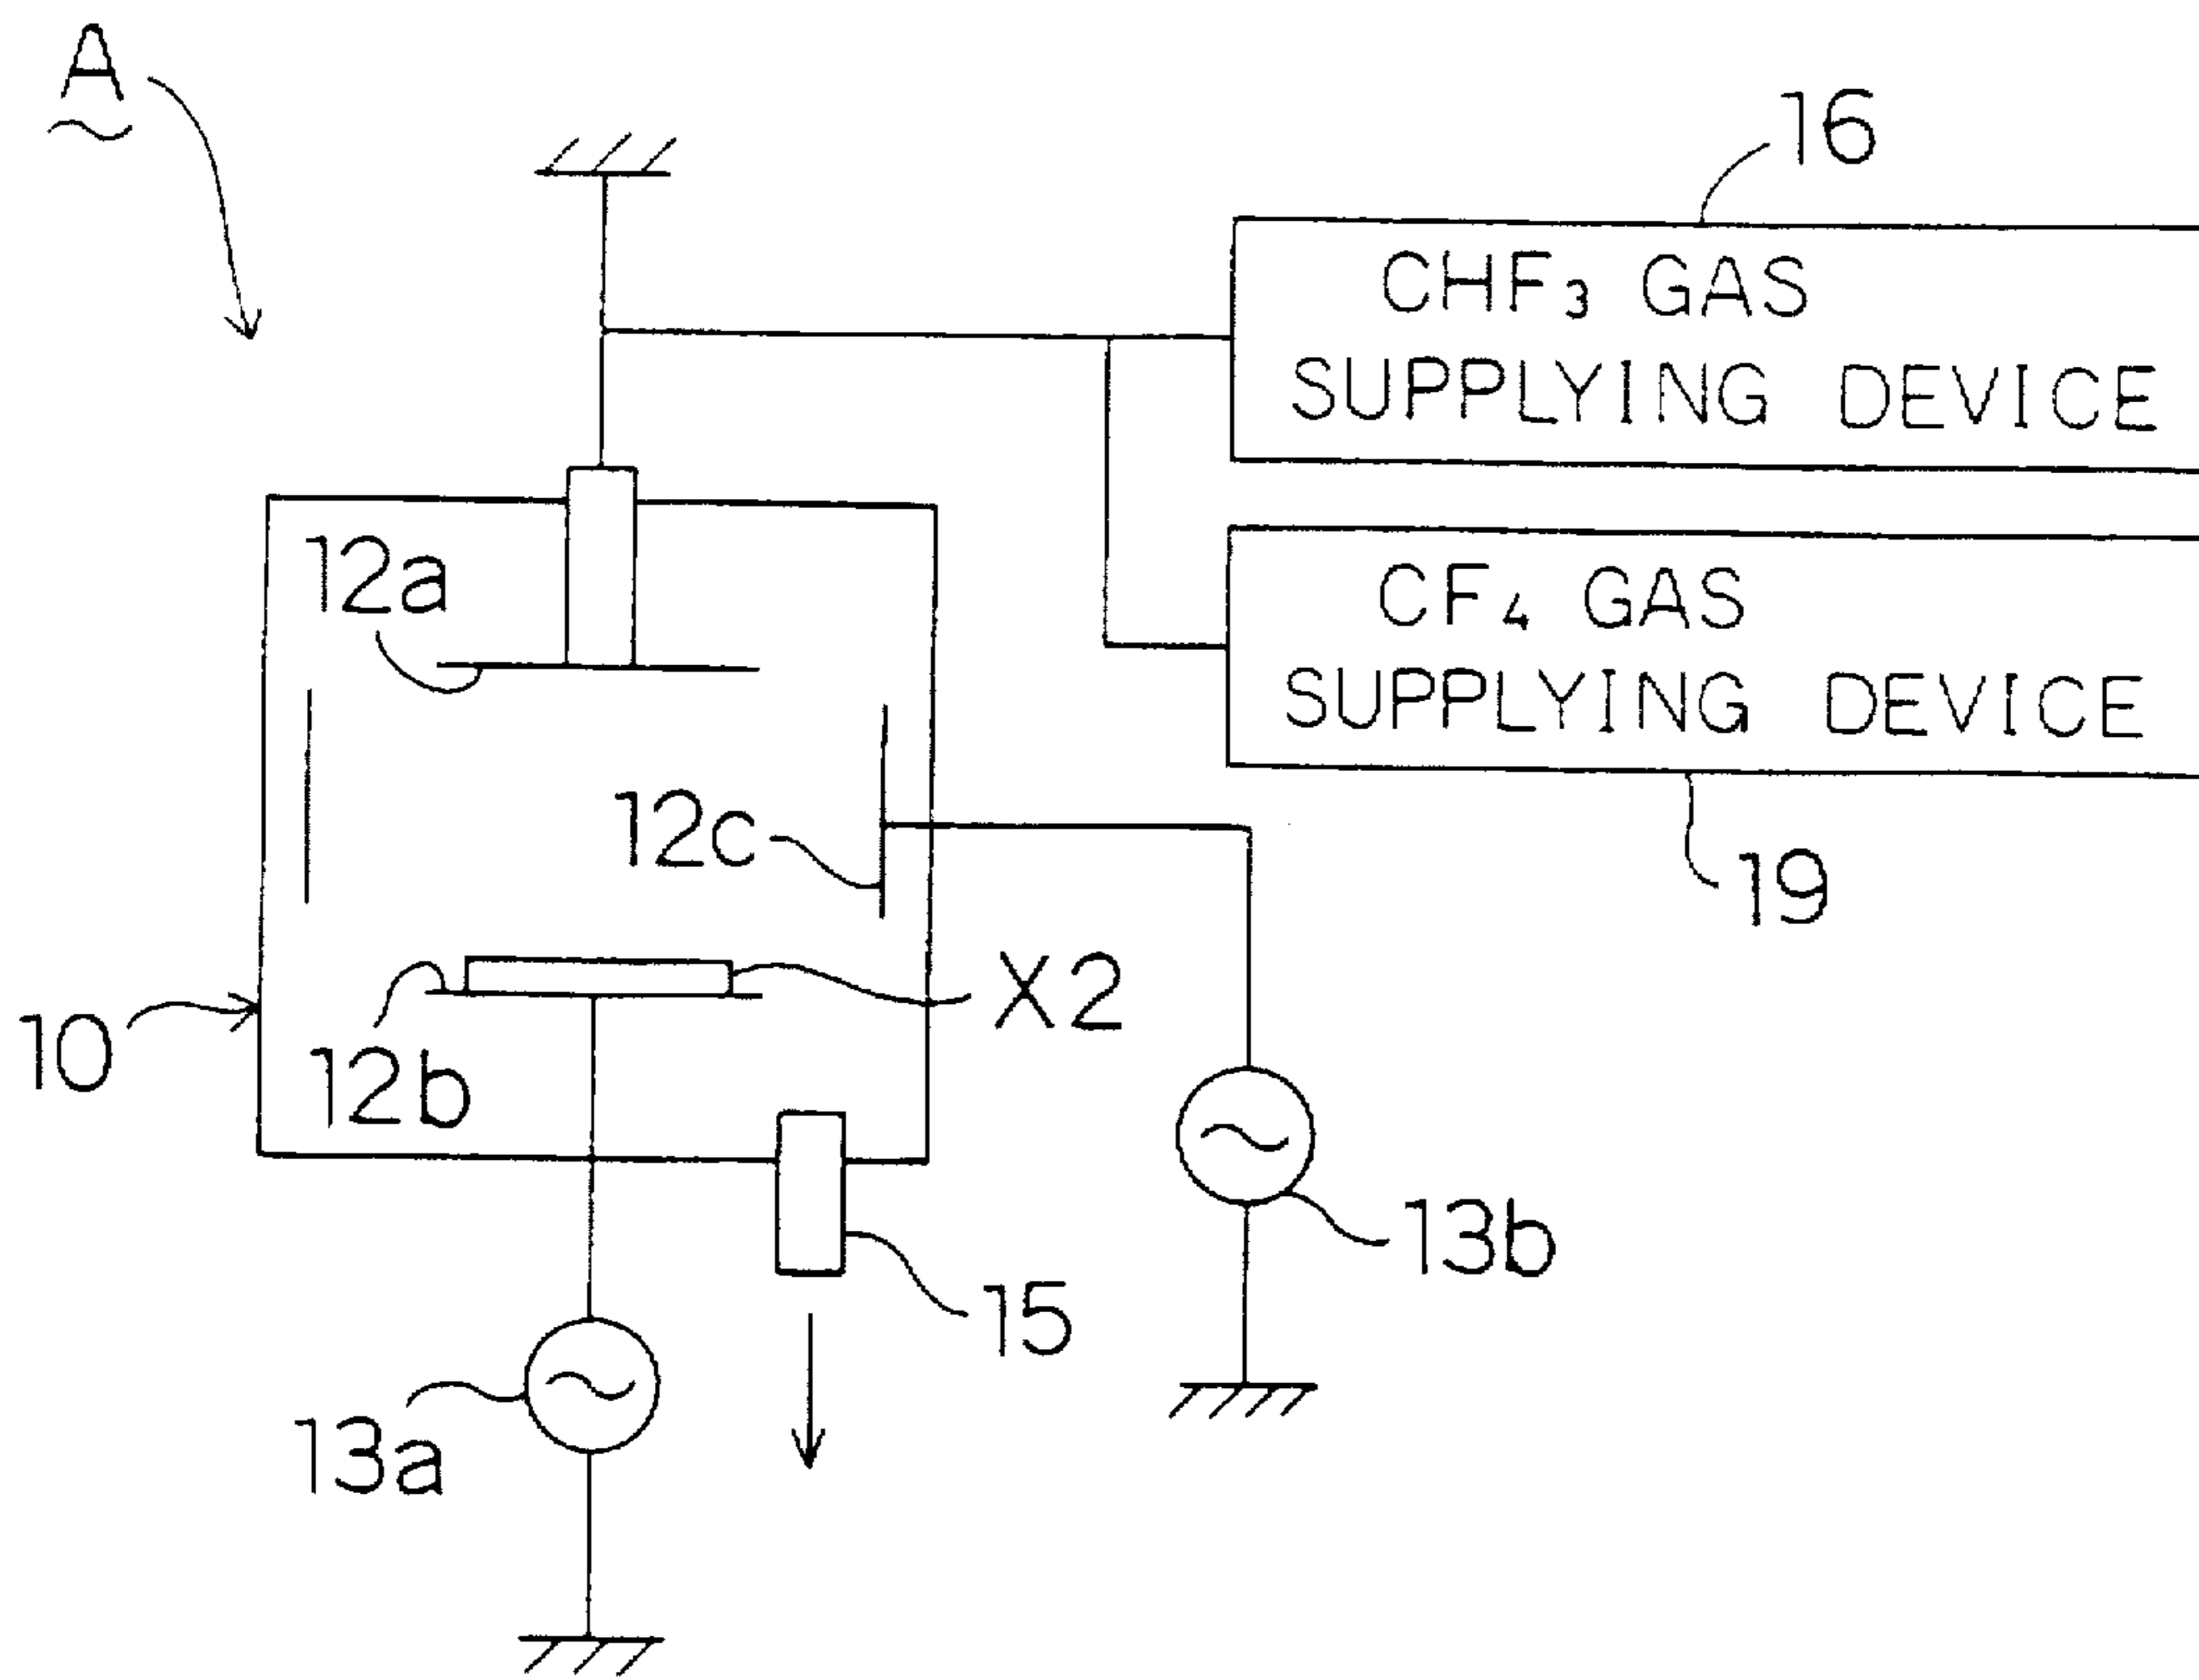 A
16
CHF₃ GAS
SUPPLYING DEVICE
12a
CF₄ GAS
SUPPLYING DEVICE
12c
19
X2
10
12b
13b
15
13a